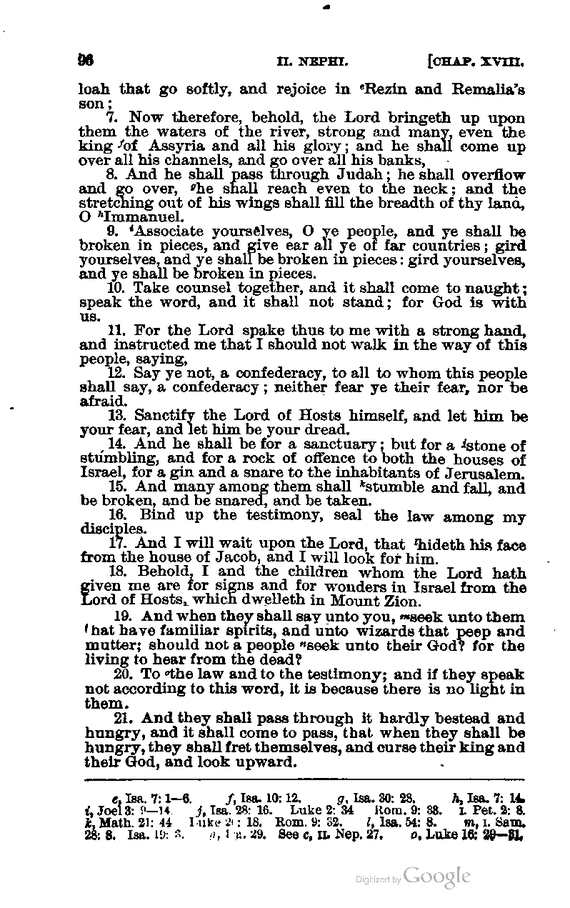 96 II. NEPHI. [CHAP. XVIII.
loah that go softly, and rejoice in ᵉRezin and Remalia's
son;
7. Now therefore, behold, the Lord bringeth up upon
them the waters of the river, strong and many, even the
king ᶠof Assyria and all his glory; and he shall come up
over all his channels, and go over all his banks,
8. And he shall pass through Judah; he shall overflow
and go over, ᵍhe shall reach even to the neck; and the
stretching out of his wings shall fill the breadth of thy land,
O ʰImmanuel.
9. ⁱAssociate yourselves, O ye people, and ye shall be
broken in pieces, and give ear all ye of far countries; gird
yourselves, and ye shall be broken in pieces: gird yourselves,
and ye shall be broken in pieces.
10. Take counsel together, and it shall come to naught;
speak the word, and it shall not stand; for God is with
us.
11. For the Lord spake thus to me with a strong hand,
and instructed me that I should not walk in the way of this
people, saying,
12. Say ye not, a confederacy, to all to whom this people
shall say, a confederacy; neither fear ye their fear, nor be
afraid.
13. Sanctify the Lord of Hosts himself, and let him be
your fear, and let him be your dread.
14. And he shall be for a sanctuary; but for a ʲstone of
stumbling, and for a rock of offence to both the houses of
Israel, for a gin and a snare to the inhabitants of Jerusalem.
15. And many among them shall ᵏstumble and fall, and
be broken, and be snared, and be taken.
16. Bind up the testimony, seal the law among my
disciples.
17. And I will wait upon the Lord, that ˡhideth his face
from the house of Jacob, and I will look for him.
18. Behold, I and the children whom the Lord hath
given me are for signs and for wonders in Israel from the
Lord of Hosts, which dwelleth in Mount Zion.
19. And when they shall say unto you, ᵐseek unto them
that have familiar spirits, and unto wizards that peep and
mutter; should not a people ⁿseek unto their God? for the
living to hear from the dead?
20. To ᵒthe law and to the testimony; and if they speak
not according to this word, it is because there is no light in
them.
21. And they shall pass through it hardly bestead and
hungry, and it shall come to pass, that when they shall be
hungry, they shall fret themselves, and curse their king and
their God, and look upward.
e, Isa. 7: 1—6. f, Isa. 10: 12. g, Isa. 30: 28. h, Isa. 7: 14.
i, Joel 3: 9—14. j, Isa. 28: 16. Luke 2: 34 Rom. 9: 33. I. Pet. 2: 8.
k, Math. 21: 44 Luke 20: 18. Rom. 9: 32. l, Isa. 54: 8. m, I. Sam.
28: 8. Isa. 19: 3. n, 29. See c, II. Nep. 27. o, Luke 16: 29—31.
Digitized by Google